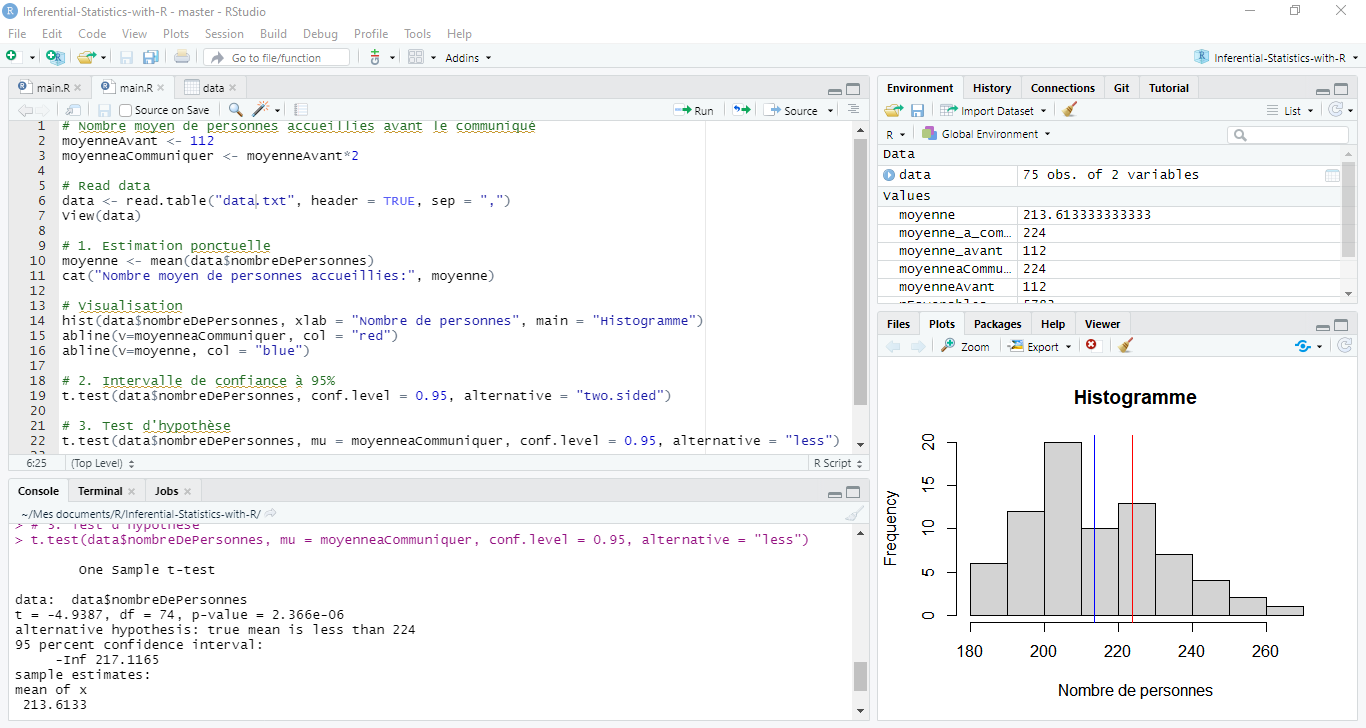 Inferential-Statistics-with-R - master - RStudio
File Edit Code View Plots Session Build Debug Profile Tools Help
Go to file/function Addins Inferential-Statistics-with-R
main.R main.R data
Source on Save Run Source
1 # Nombre moyen de personnes accueillies avant le communiqué
2 moyenneAvant <- 112
3 moyenneaCommuniquer <- moyenneAvant*2
4
5 # Read data
6 data <- read.table("data.txt", header = TRUE, sep = ",")
7 View(data)
8
9 # 1. Estimation ponctuelle
10 moyenne <- mean(data$nombreDePersonnes)
11 cat("Nombre moyen de personnes accueillies:", moyenne)
12
13 # Visualisation
14 hist(data$nombreDePersonnes, xlab = "Nombre de personnes", main = "Histogramme")
15 abline(v=moyenneaCommuniquer, col = "red")
16 abline(v=moyenne, col = "blue")
17
18 # 2. Intervalle de confiance à 95%
19 t.test(data$nombreDePersonnes, conf.level = 0.95, alternative = "two.sided")
20
21 # 3. Test d'hypothèse
22 t.test(data$nombreDePersonnes, mu = moyenneaCommuniquer, conf.level = 0.95, alternative = "less")
6:25 (Top Level) R Script
Console Terminal Jobs
~/Mes documents/R/Inferential-Statistics-with-R/
> # 3. Test d'hypothèse
> t.test(data$nombreDePersonnes, mu = moyenneaCommuniquer, conf.level = 0.95, alternative = "less")
One Sample t-test
data: data$nombreDePersonnes
t = -4.9387, df = 74, p-value = 2.366e-06
alternative hypothesis: true mean is less than 224
95 percent confidence interval:
-Inf 217.1165
sample estimates:
mean of x
213.6133
Environment History Connections Git Tutorial
Import Dataset List
R Global Environment
Data
data 75 obs. of 2 variables
Values
moyenne 213.613333333333
moyenne_a_com... 224
moyenne_avant 112
moyenneaCommu... 224
moyenneAvant 112
Files Plots Packages Help Viewer
Zoom Export
Histogramme
Frequency
20
15
10
5
0
180 200 220 240 260
Nombre de personnes